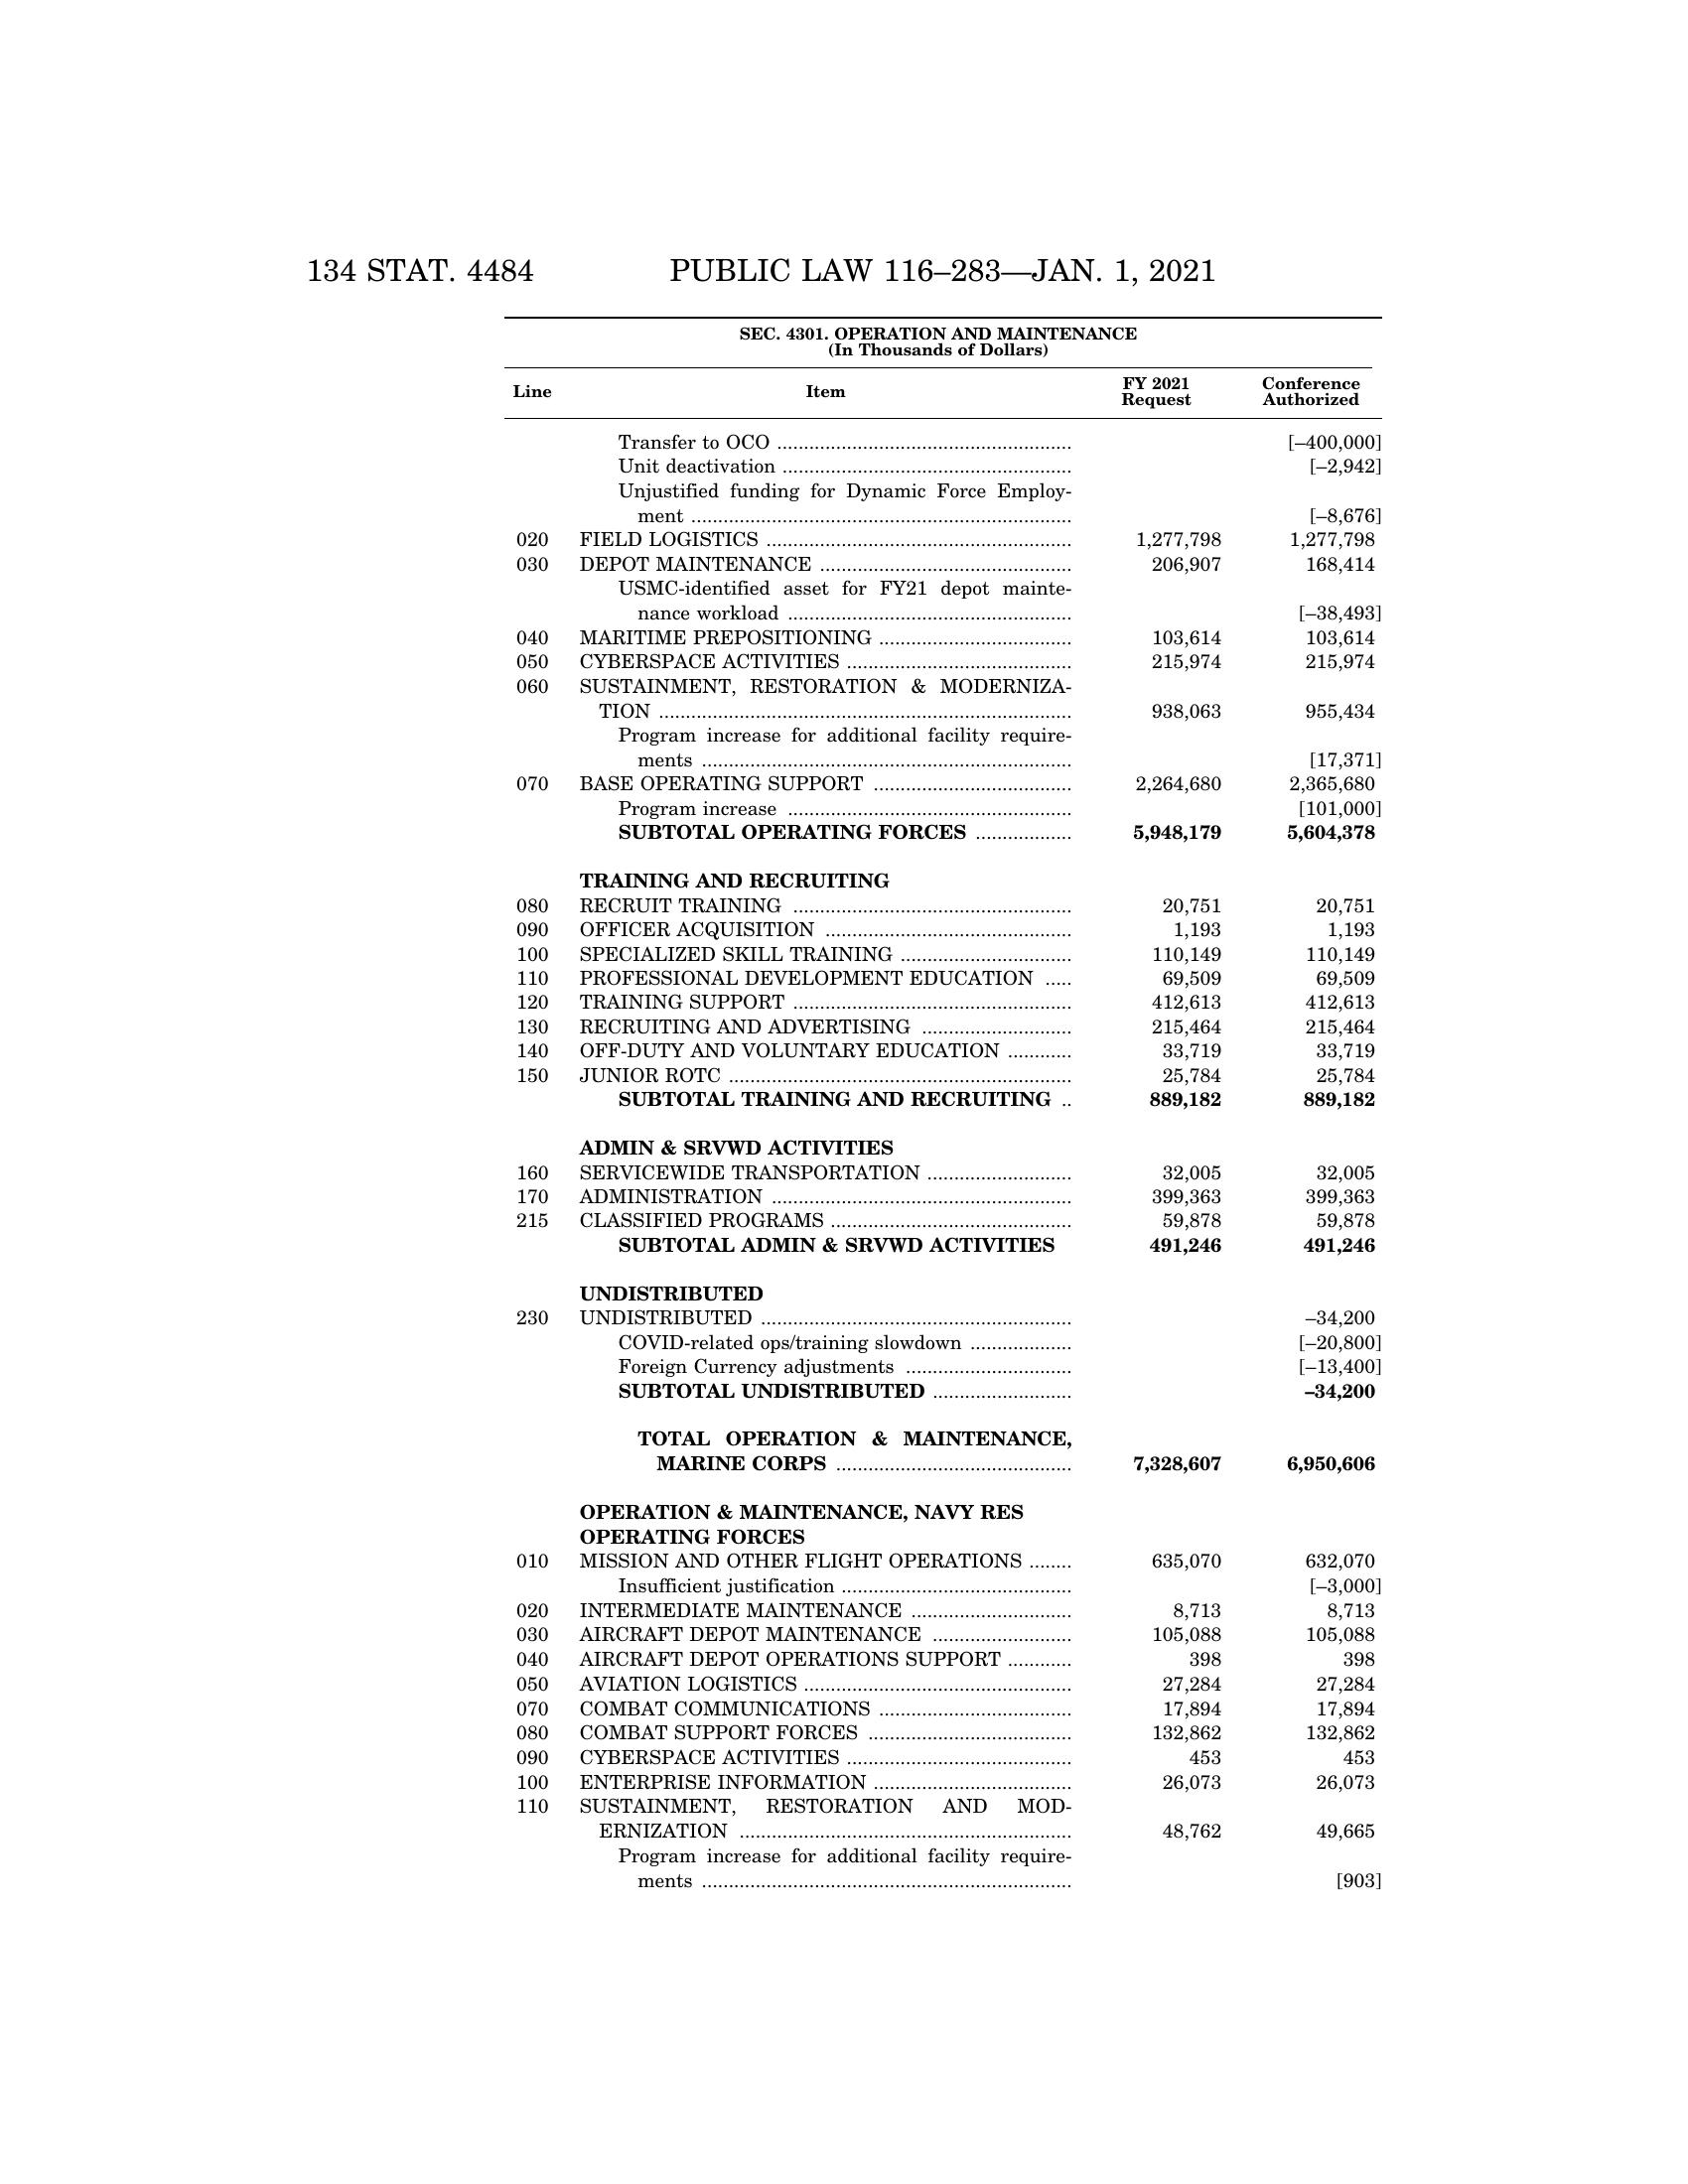 134 STAT. 4484 PUBLIC LAW 116–283—JAN. 1, 2021
SEC. 4301. OPERATION AND MAINTENANCE
(In Thousands of Dollars)
Line Item FY 2021 Request Conference Authorized
Transfer to OCO ........................................................ [–400,000]
Unit deactivation ....................................................... [–2,942]
Unjustified funding for Dynamic Force Employ-
ment ........................................................................ [–8,676]
020 FIELD LOGISTICS .......................................................... 1,277,798 1,277,798
030 DEPOT MAINTENANCE ................................................ 206,907 168,414
USMC-identified asset for FY21 depot mainte-
nance workload ...................................................... [–38,493]
040 MARITIME PREPOSITIONING ..................................... 103,614 103,614
050 CYBERSPACE ACTIVITIES ........................................... 215,974 215,974
060 SUSTAINMENT, RESTORATION & MODERNIZA-
TION .............................................................................. 938,063 955,434
Program increase for additional facility require-
ments ...................................................................... [17,371]
070 BASE OPERATING SUPPORT ...................................... 2,264,680 2,365,680
Program increase ...................................................... [101,000]
SUBTOTAL OPERATING FORCES .................. 5,948,179 5,604,378
TRAINING AND RECRUITING
080 RECRUIT TRAINING ..................................................... 20,751 20,751
090 OFFICER ACQUISITION ............................................... 1,193 1,193
100 SPECIALIZED SKILL TRAINING ................................ 110,149 110,149
110 PROFESSIONAL DEVELOPMENT EDUCATION ..... 69,509 69,509
120 TRAINING SUPPORT ..................................................... 412,613 412,613
130 RECRUITING AND ADVERTISING ............................ 215,464 215,464
140 OFF-DUTY AND VOLUNTARY EDUCATION ............ 33,719 33,719
150 JUNIOR ROTC ................................................................. 25,784 25,784
SUBTOTAL TRAINING AND RECRUITING .. 889,182 889,182
ADMIN & SRVWD ACTIVITIES
160 SERVICEWIDE TRANSPORTATION ........................... 32,005 32,005
170 ADMINISTRATION ......................................................... 399,363 399,363
215 CLASSIFIED PROGRAMS .............................................. 59,878 59,878
SUBTOTAL ADMIN & SRVWD ACTIVITIES 491,246 491,246
UNDISTRIBUTED
230 UNDISTRIBUTED ........................................................... –34,200
COVID-related ops/training slowdown ................... [–20,800]
Foreign Currency adjustments ............................... [–13,400]
SUBTOTAL UNDISTRIBUTED .......................... –34,200
TOTAL OPERATION & MAINTENANCE,
MARINE CORPS ............................................. 7,328,607 6,950,606
OPERATION & MAINTENANCE, NAVY RES
OPERATING FORCES
010 MISSION AND OTHER FLIGHT OPERATIONS ........ 635,070 632,070
Insufficient justification ............................................ [–3,000]
020 INTERMEDIATE MAINTENANCE .............................. 8,713 8,713
030 AIRCRAFT DEPOT MAINTENANCE .......................... 105,088 105,088
040 AIRCRAFT DEPOT OPERATIONS SUPPORT ............ 398 398
050 AVIATION LOGISTICS ................................................... 27,284 27,284
070 COMBAT COMMUNICATIONS ..................................... 17,894 17,894
080 COMBAT SUPPORT FORCES ....................................... 132,862 132,862
090 CYBERSPACE ACTIVITIES ........................................... 453 453
100 ENTERPRISE INFORMATION ...................................... 26,073 26,073
110 SUSTAINMENT, RESTORATION AND MOD-
ERNIZATION ............................................................... 48,762 49,665
Program increase for additional facility require-
ments ...................................................................... [903]